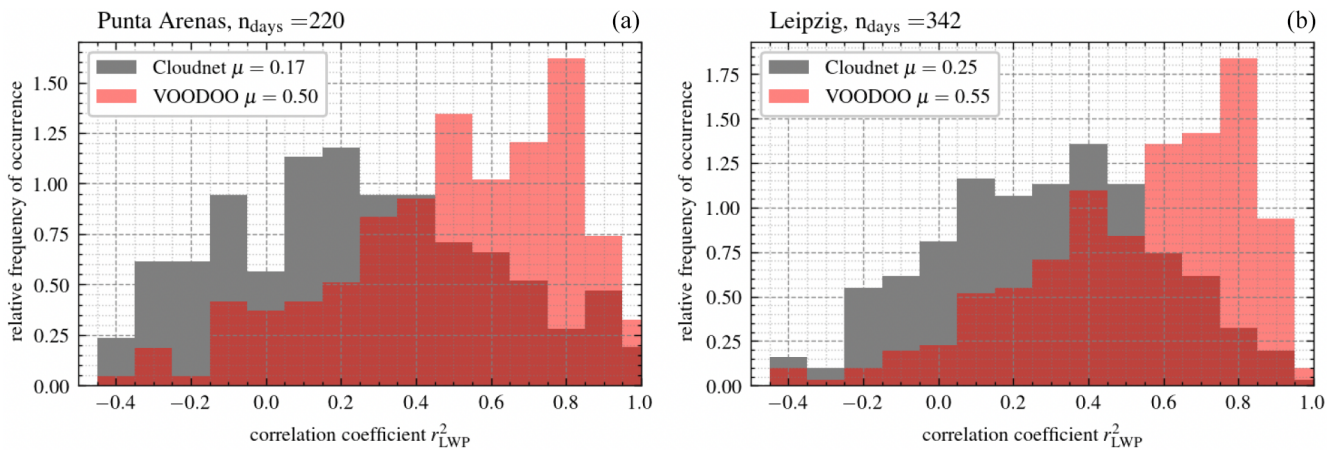 Punta Arenas, n_days =220
(a)
Cloudnet μ = 0.17
VOODOO μ = 0.50
relative frequency of occurrence
1.50
1.25
1.00
0.75
0.50
0.25
0.00
−0.4 −0.2 0.0 0.2 0.4 0.6 0.8 1.0
correlation coefficient r²_LWP
Leipzig, n_days =342
(b)
Cloudnet μ = 0.25
VOODOO μ = 0.55
relative frequency of occurrence
1.75
1.50
1.25
1.00
0.75
0.50
0.25
0.00
−0.4 −0.2 0.0 0.2 0.4 0.6 0.8 1.0
correlation coefficient r²_LWP